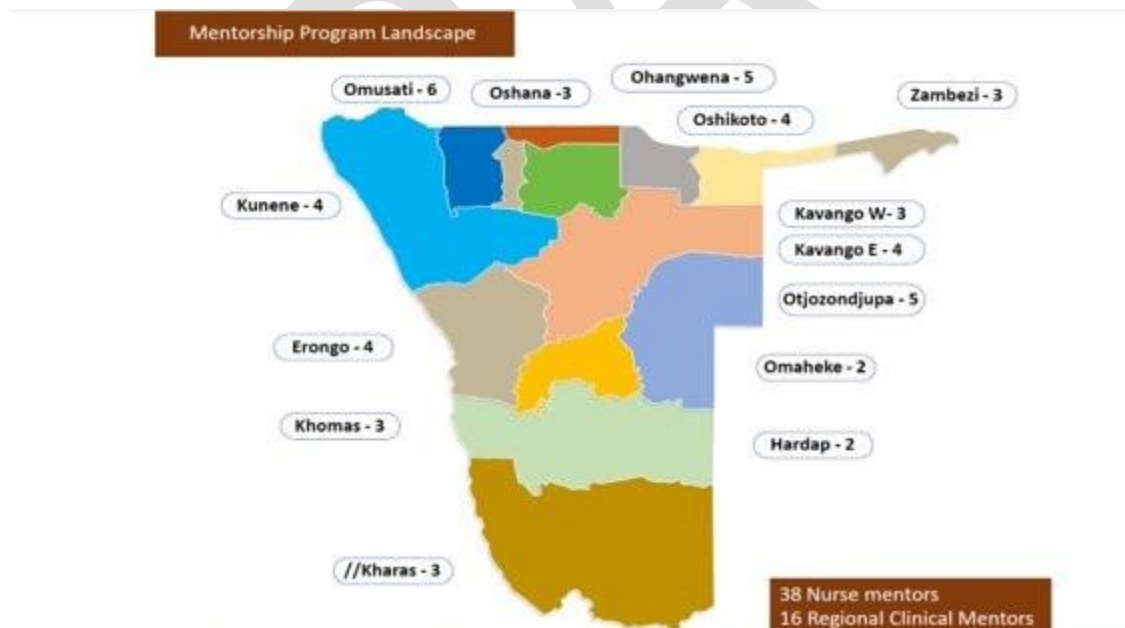 Mentorship Program Landscape
Omusati - 6
Oshana -3
Ohangwena - 5
Oshikoto - 4
Zambezi - 3
Kunene - 4
Kavango W- 3
Kavango E - 4
Otjozondjupa - 5
Erongo - 4
Omaheke - 2
Khomas - 3
Hardap - 2
//Kharas - 3
38 Nurse mentors
16 Regional Clinical Mentors